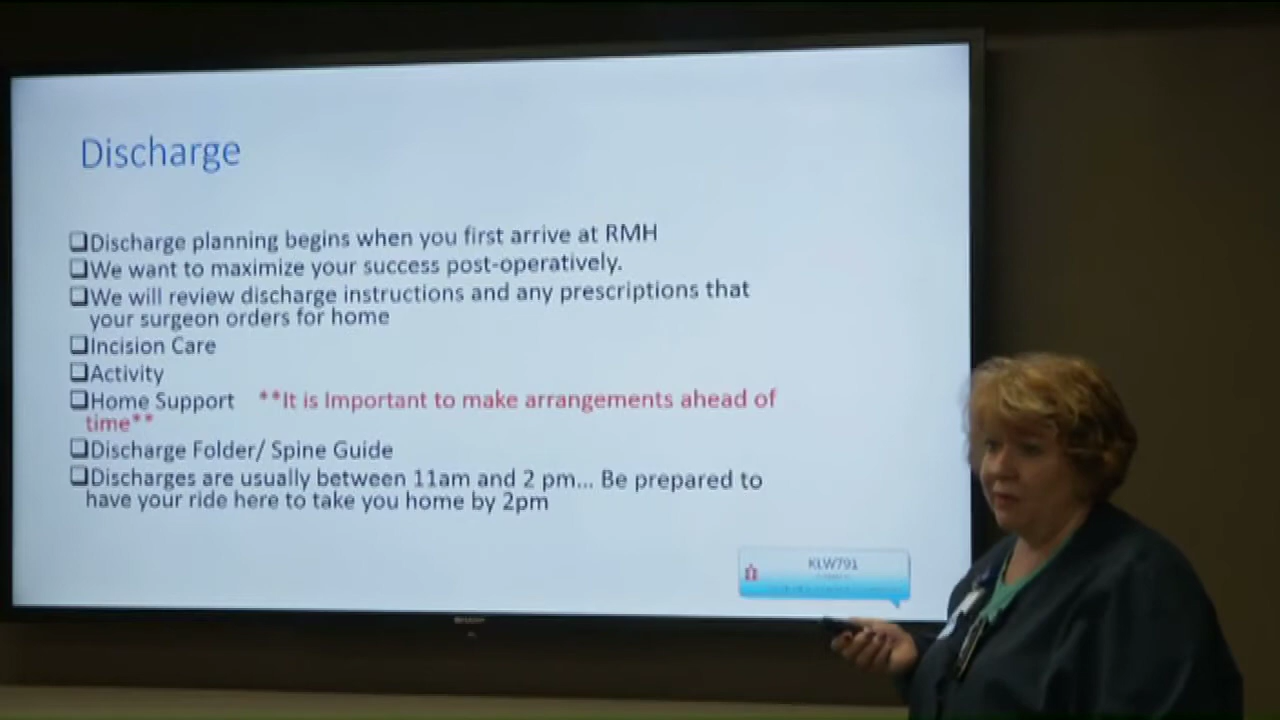 Discharge
❑Discharge planning begins when you first arrive at RMH
❑We want to maximize your success post-operatively.
❑We will review discharge instructions and any prescriptions that
your surgeon orders for home
❑Incision Care
❑Activity
❑Home Support **It is Important to make arrangements ahead of
time**
❑Discharge Folder/ Spine Guide
❑Discharges are usually between 11am and 2 pm... Be prepared to
have your ride here to take you home by 2pm
KLW791
SHARP